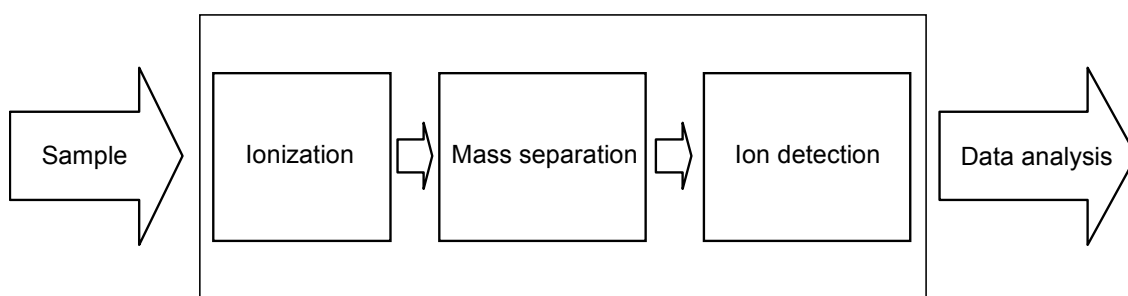 Sample
Ionization
Mass separation
Ion detection
Data analysis